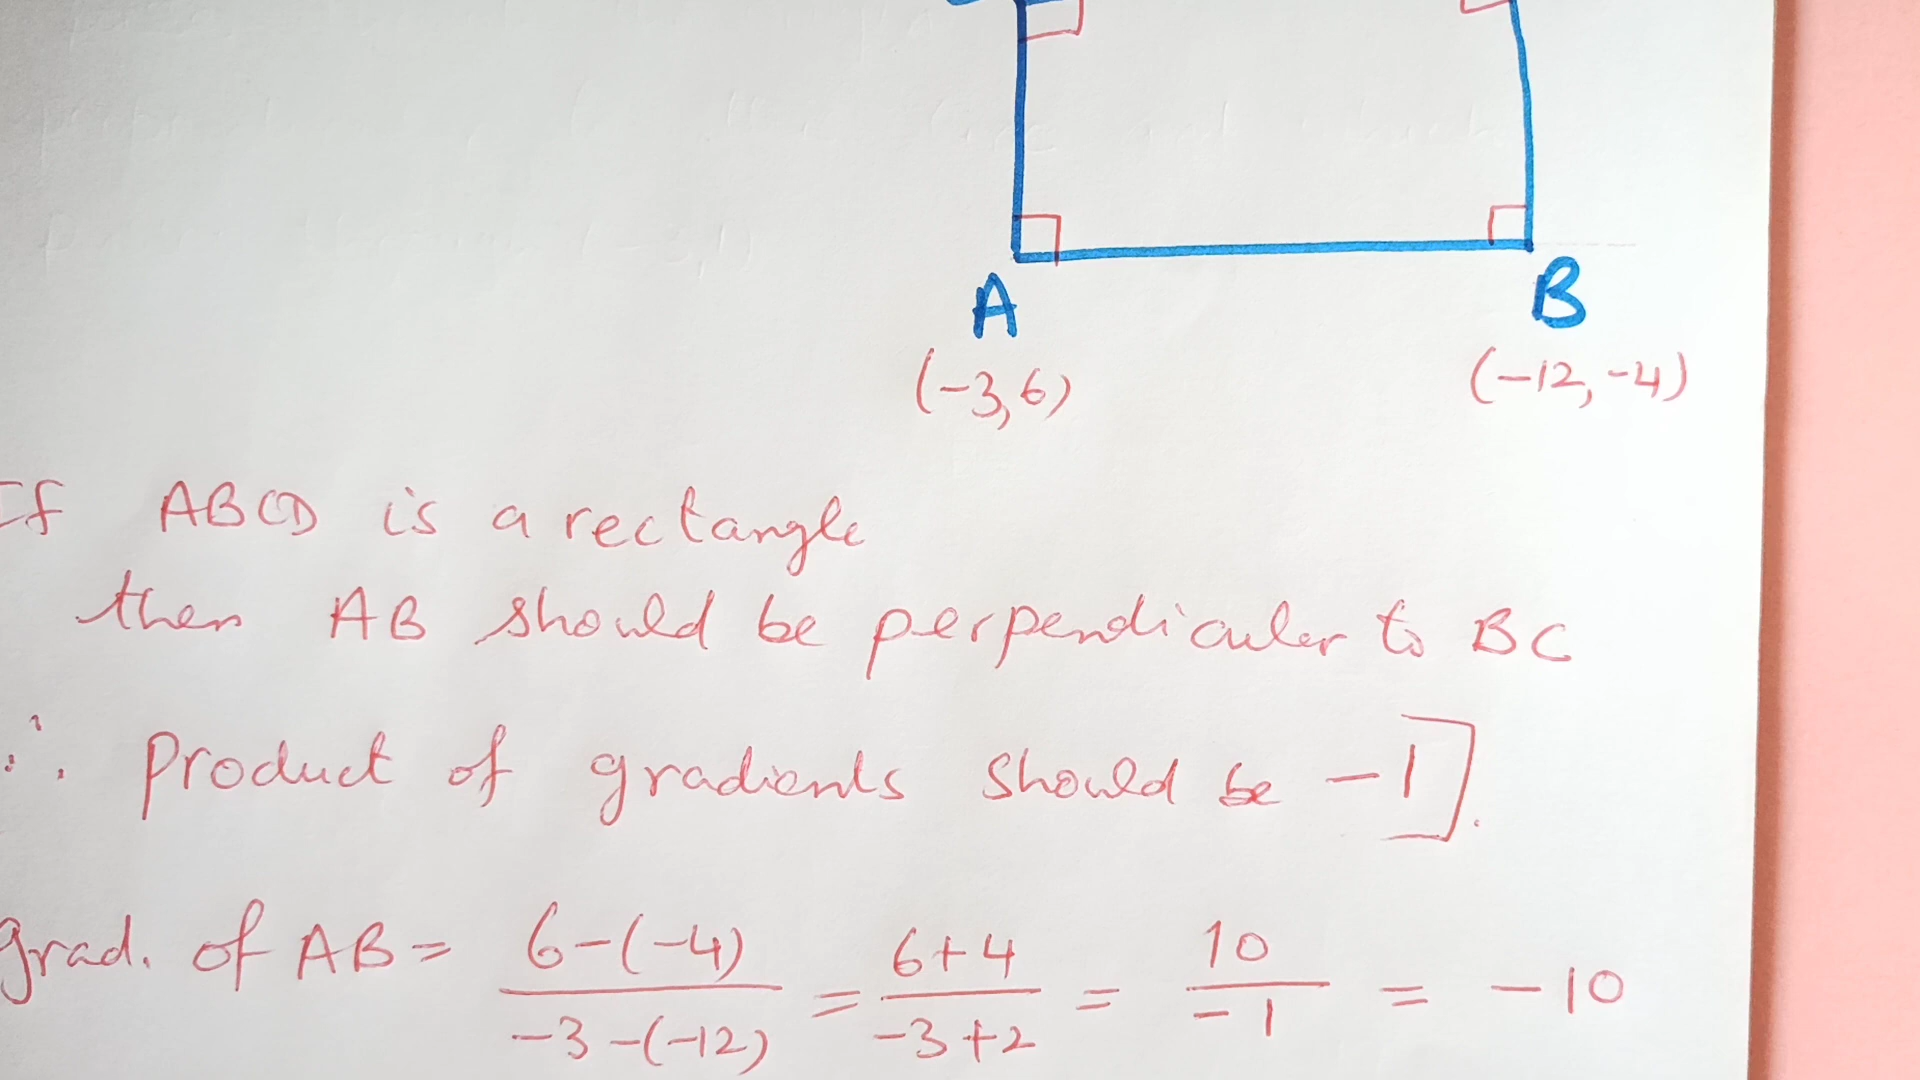 A
B
(-3,6)
(-12,-4)
If ABCD is a rectangle
then AB should be perpendicular to BC
∴ product of gradients should be -1].
grad. of AB = 6-(-4)/-3-(-12) = 6+4/-3+2 = 10/-1 = -10